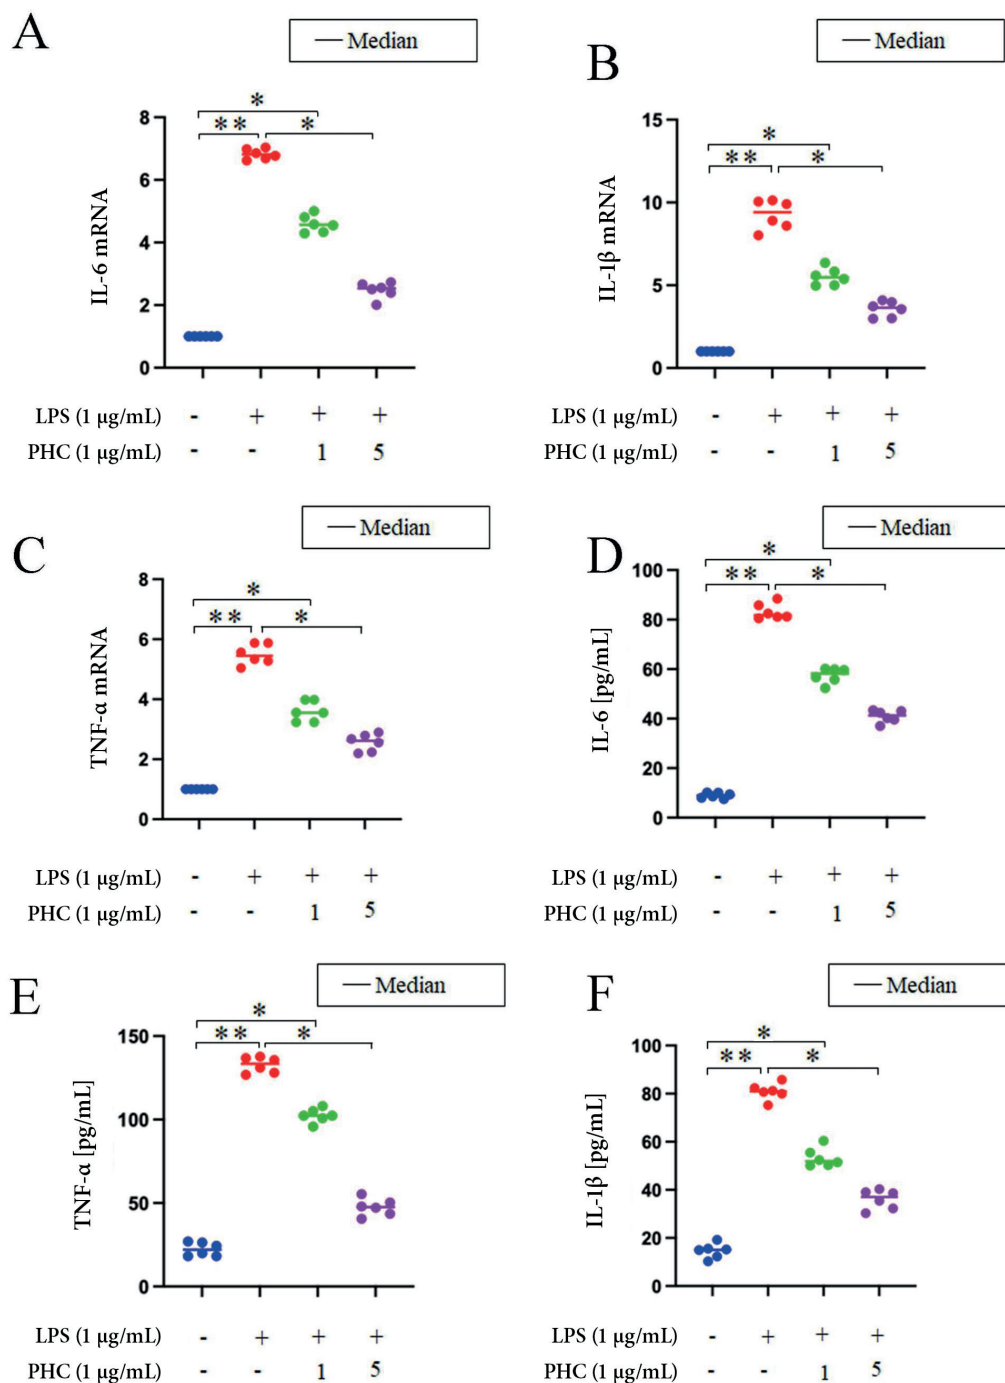 A
— Median
IL-6 mRNA
8
6
4
2
0
*
** *
LPS (1 µg/mL) - + + +
PHC (1 µg/mL) - - 1 5
B
— Median
IL-1β mRNA
15
10
5
0
*
** *
LPS (1 µg/mL) - + + +
PHC (1 µg/mL) - - 1 5
C
— Median
TNF-α mRNA
8
6
4
2
0
*
** *
LPS (1 µg/mL) - + + +
PHC (1 µg/mL) - - 1 5
D
— Median
IL-6 [pg/mL]
100
80
60
40
20
0
*
** *
LPS (1 µg/mL) - + + +
PHC (1 µg/mL) - - 1 5
E
— Median
TNF-α [pg/mL]
150
100
50
0
*
** *
LPS (1 µg/mL) - + + +
PHC (1 µg/mL) - - 1 5
F
— Median
IL-1β [pg/mL]
100
80
60
40
20
0
*
** *
LPS (1 µg/mL) - + + +
PHC (1 µg/mL) - - 1 5